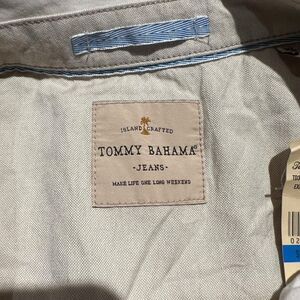 ISLAND CRAFTED
TOMMY BAHAMA®
-JEANS-
MAKE LIFE ONE LONG WEEKEND